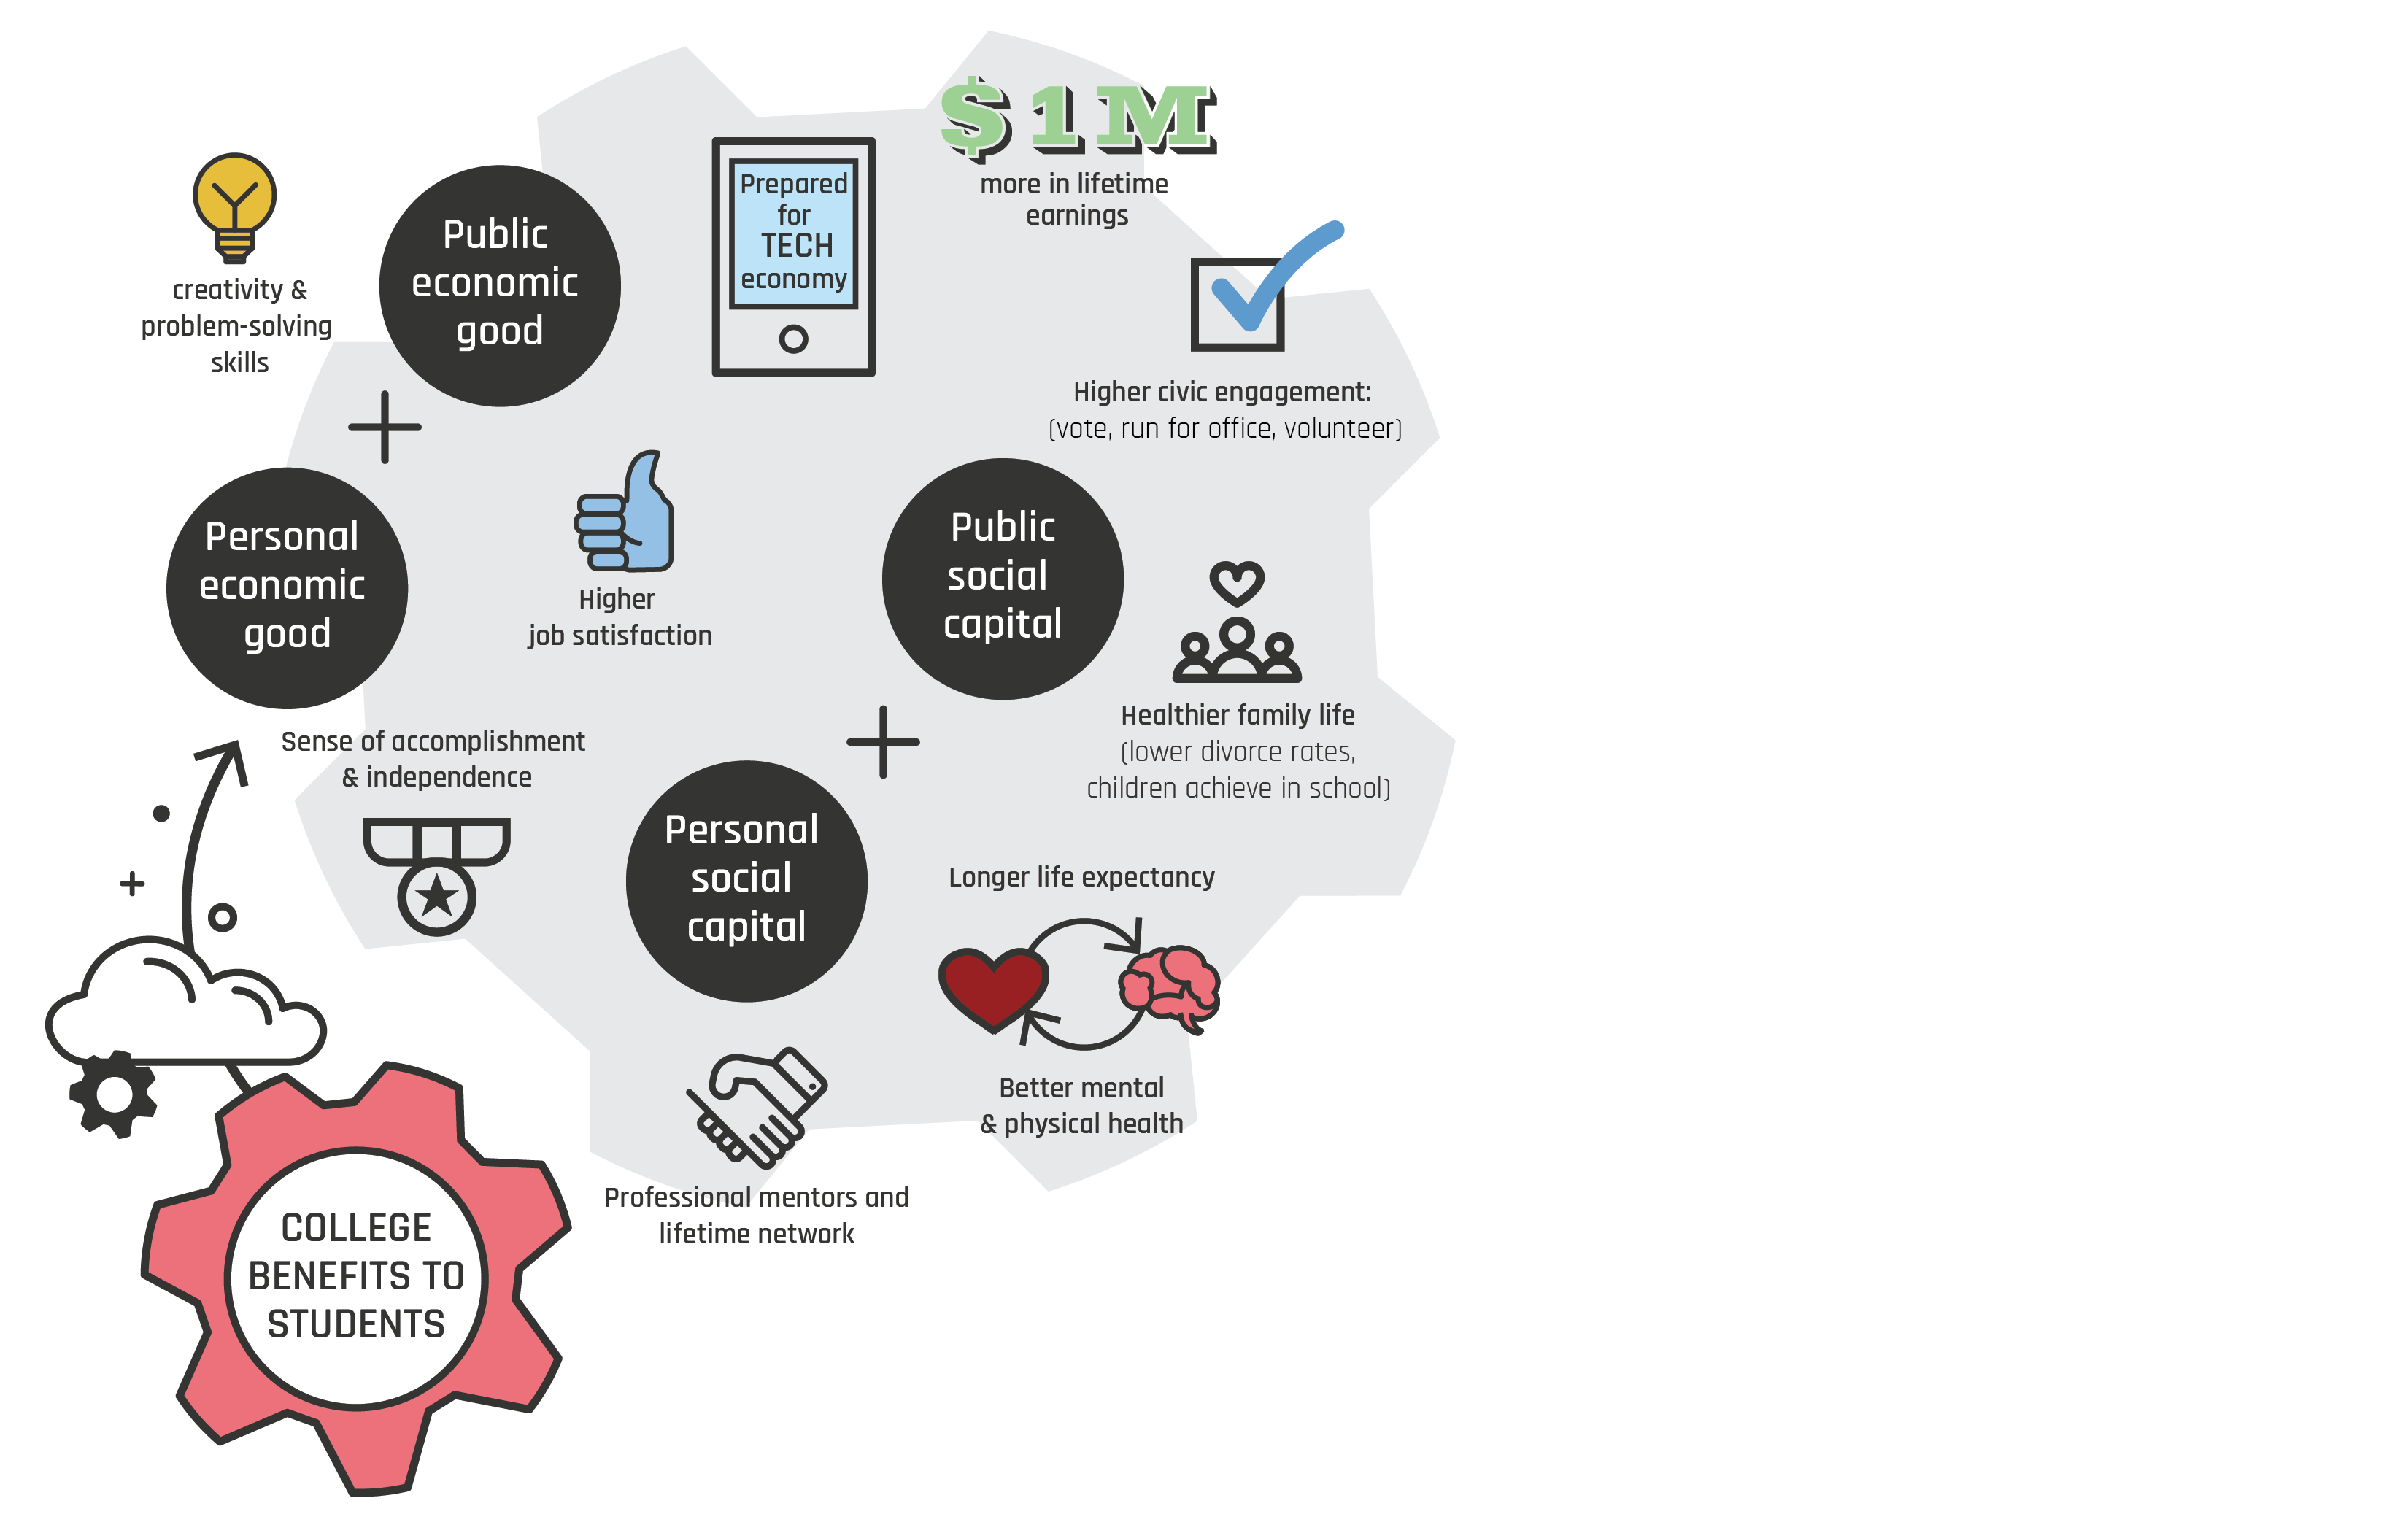 $1M
more in lifetime
earnings
Prepared
for
TECH
economy
creativity &
problem-solving
skills
Public
economic
good
Higher civic engagement:
(vote, run for office, volunteer)
Personal
economic
good
Higher
job satisfaction
Public
social
capital
Healthier family life
(lower divorce rates,
children achieve in school)
Sense of accomplishment
& independence
Personal
social
capital
Longer life expectancy
Better mental
& physical health
Professional mentors and
lifetime network
COLLEGE
BENEFITS TO
STUDENTS